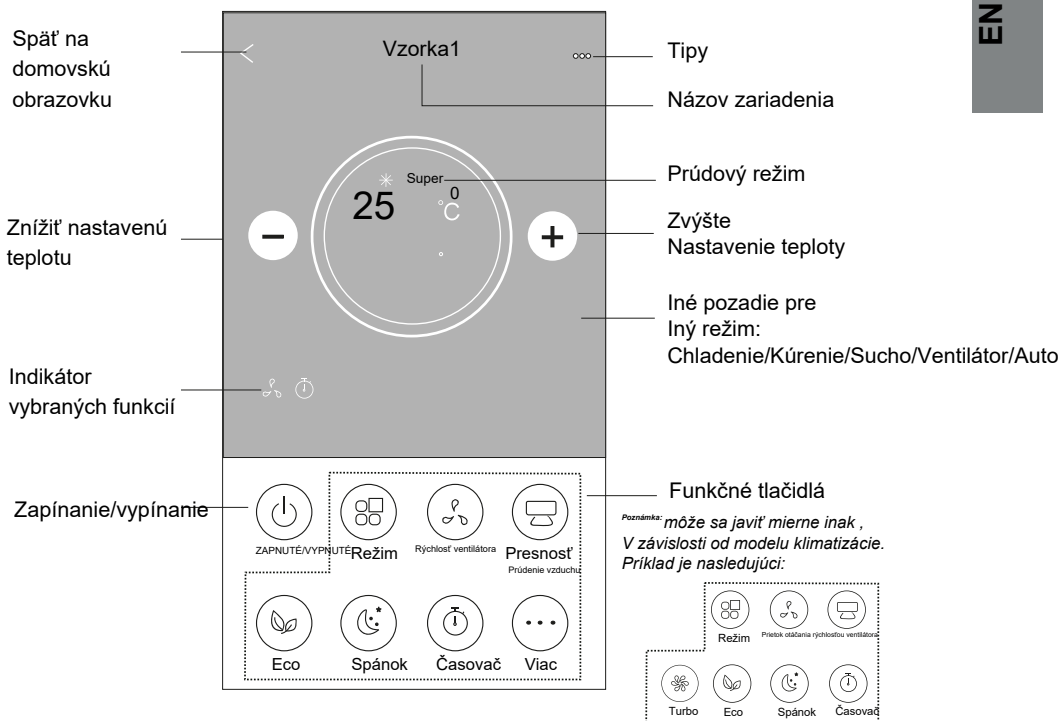 EN
Späť na
domovskú
obrazovku
Vzorka1
Tipy
Názov zariadenia
Super
Prúdový režim
25
0
°C
Znížiť nastavenú
teplotu
−
+
Zvýšte
Nastavenie teploty
Iné pozadie pre
Iný režim:
Chladenie/Kúrenie/Sucho/Ventilátor/Auto
Indikátor
vybraných funkcií
Zapínanie/vypínanie
Funkčné tlačidlá
ZAPNUTÉ/VYPNUTÉ
Režim
Rýchlosť ventilátora
Presnosť
Prúdenie vzduchu
Eco
Spánok
Časovač
Viac
Poznámka: môže sa javiť mierne inak ,
V závislosti od modelu klimatizácie.
Príklad je nasledujúci:
Režim
Prietok otáčania rýchlosťou ventilátora
Turbo
Eco
Spánok
Časovač